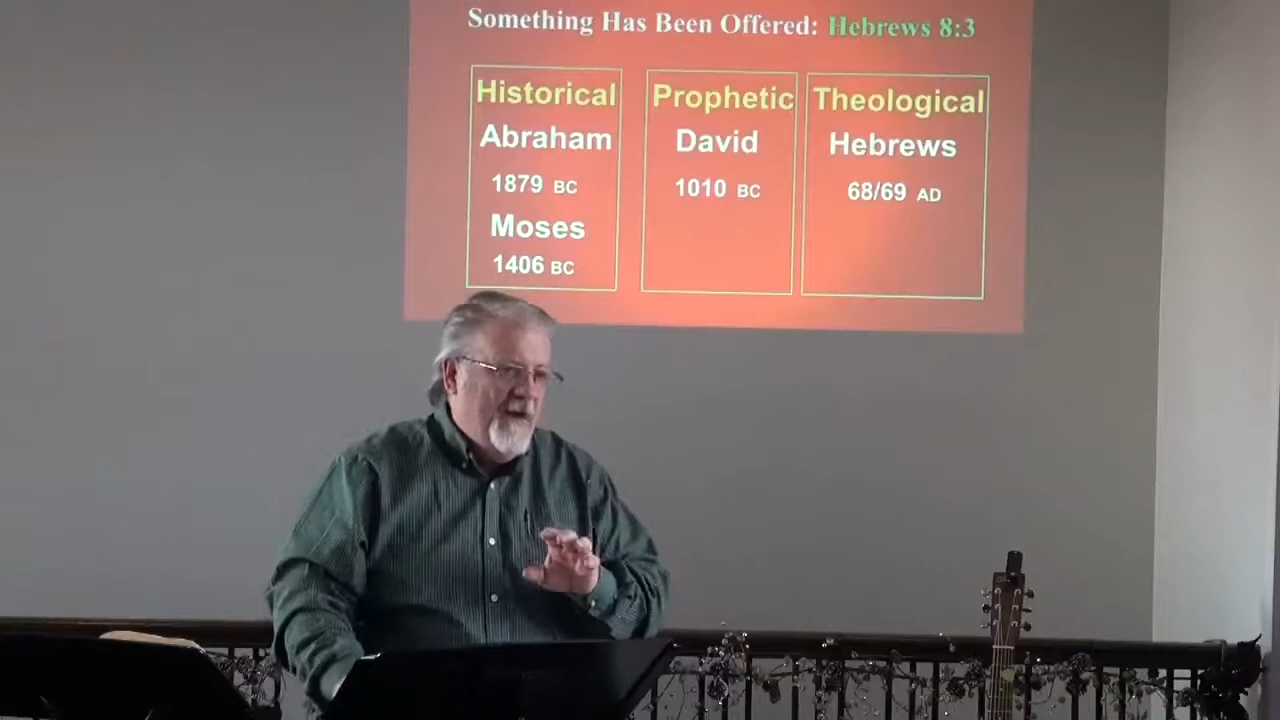 Something Has Been Offered: Hebrews 8:3
Historical
Abraham
1879 BC
Moses
1406 BC
Prophetic
David
1010 BC
Theological
Hebrews
68/69 AD